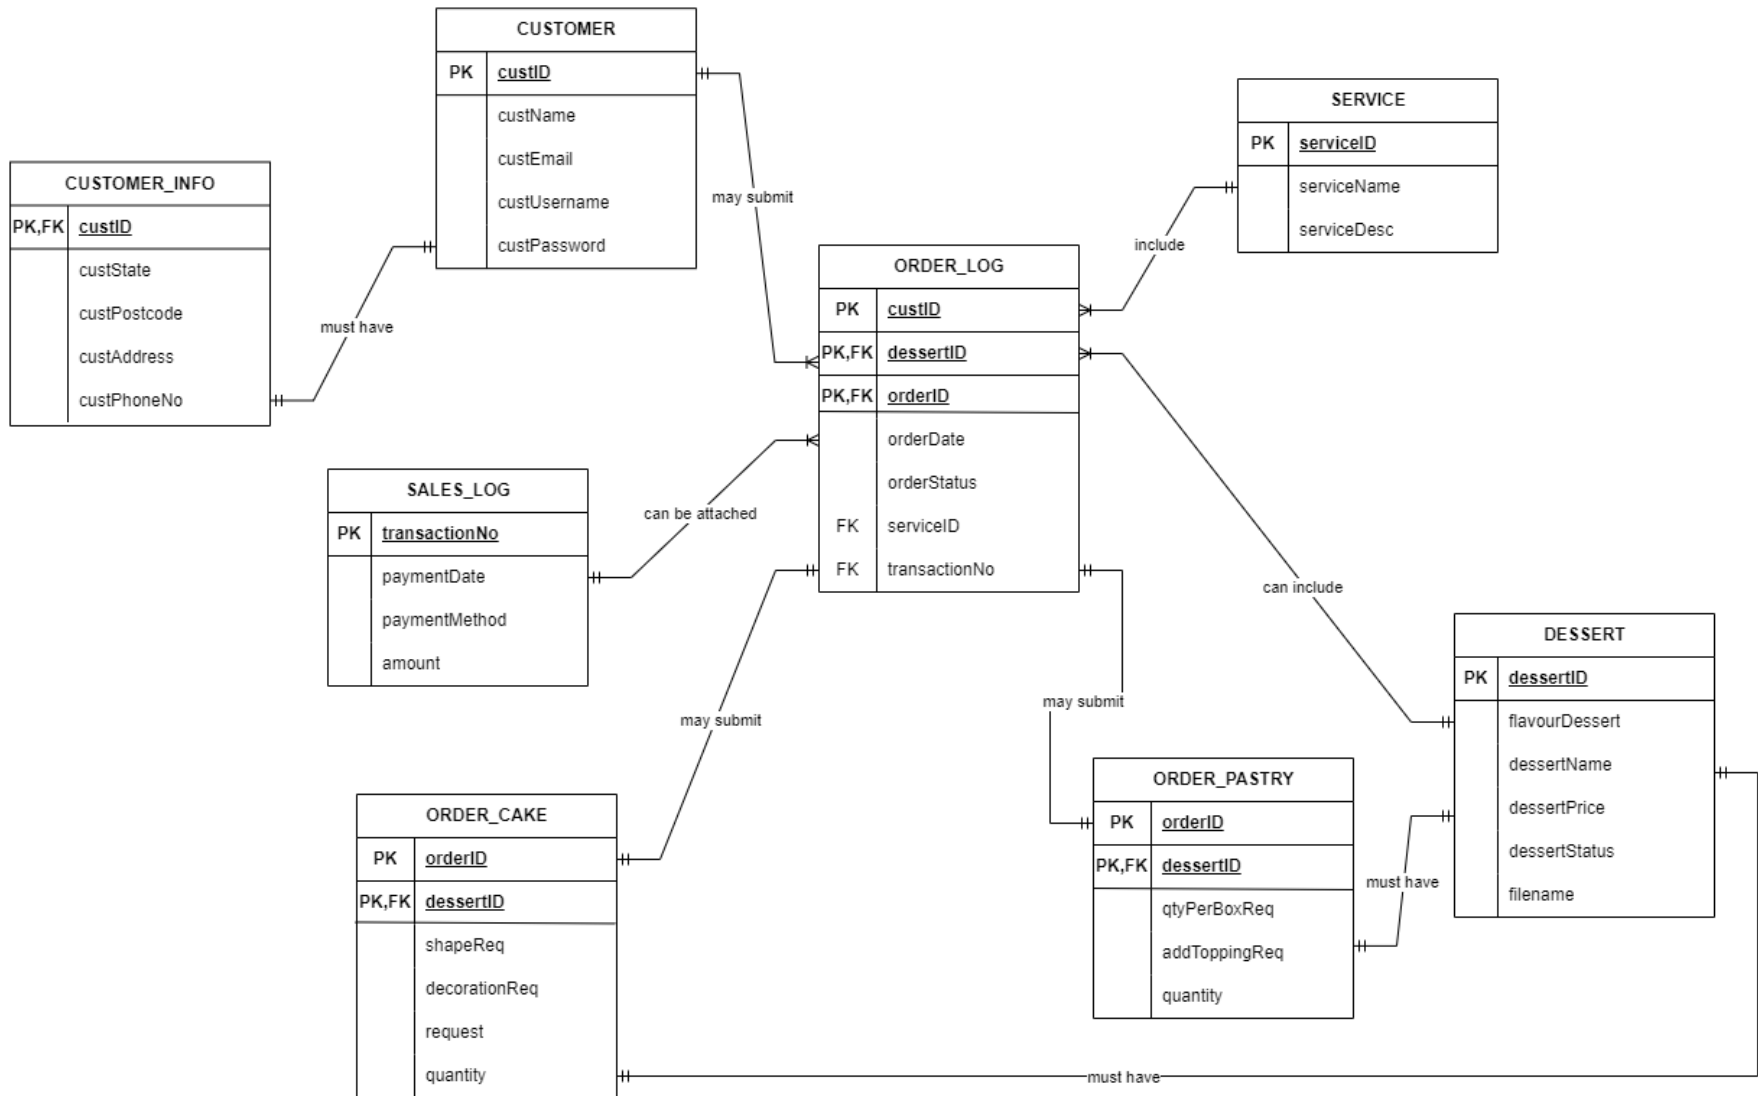 CUSTOMER
PK custID
custName
custEmail
custUsername
custPassword
SERVICE
PK serviceID
serviceName
serviceDesc
CUSTOMER_INFO
PK,FK custID
custState
custPostcode
custAddress
custPhoneNo
must have
may submit
include
ORDER_LOG
PK custID
PK,FK dessertID
PK,FK orderID
orderDate
orderStatus
FK serviceID
FK transactionNo
SALES_LOG
PK transactionNo
paymentDate
paymentMethod
amount
can be attached
can include
may submit
may submit
DESSERT
PK dessertID
flavourDessert
dessertName
dessertPrice
dessertStatus
filename
ORDER_PASTRY
PK orderID
PK,FK dessertID
qtyPerBoxReq
addToppingReq
quantity
must have
ORDER_CAKE
PK orderID
PK,FK dessertID
shapeReq
decorationReq
request
quantity
must have